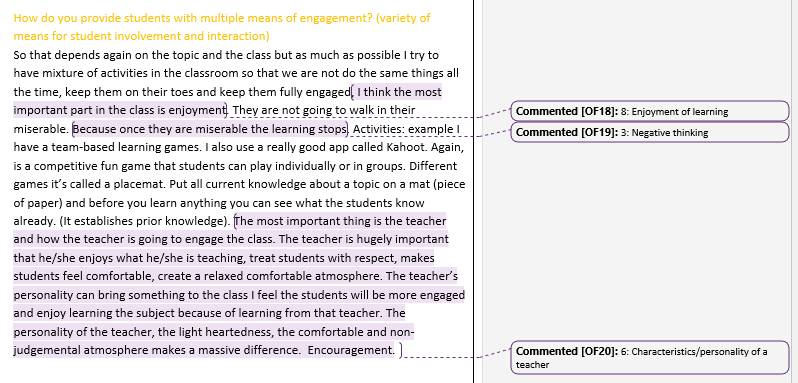 How do you provide students with multiple means of engagement? (variety of
means for student involvement and interaction)
So that depends again on the topic and the class but as much as possible I try to
have mixture of activities in the classroom so that we are not do the same things all
the time, keep them on their toes and keep them fully engaged. I think the most
important part in the class is enjoyment. They are not going to walk in their
miserable. Because once they are miserable the learning stops. Activities: example I
have a team-based learning games. I also use a really good app called Kahoot. Again,
is a competitive fun game that students can play individually or in groups. Different
games it's called a placemat. Put all current knowledge about a topic on a mat (piece
of paper) and before you learn anything you can see what the students know
already. (It establishes prior knowledge). The most important thing is the teacher
and how the teacher is going to engage the class. The teacher is hugely important
that he/she enjoys what he/she is teaching, treat students with respect, makes
students feel comfortable, create a relaxed comfortable atmosphere. The teacher's
personality can bring something to the class I feel the students will be more engaged
and enjoy learning the subject because of learning from that teacher. The
personality of the teacher, the light heartedness, the comfortable and non-
judgemental atmosphere makes a massive difference. Encouragement.
Commented [OF18]: 8: Enjoyment of learning
Commented [OF19]: 3: Negative thinking
Commented [OF20]: 6: Characteristics/personality of a
teacher